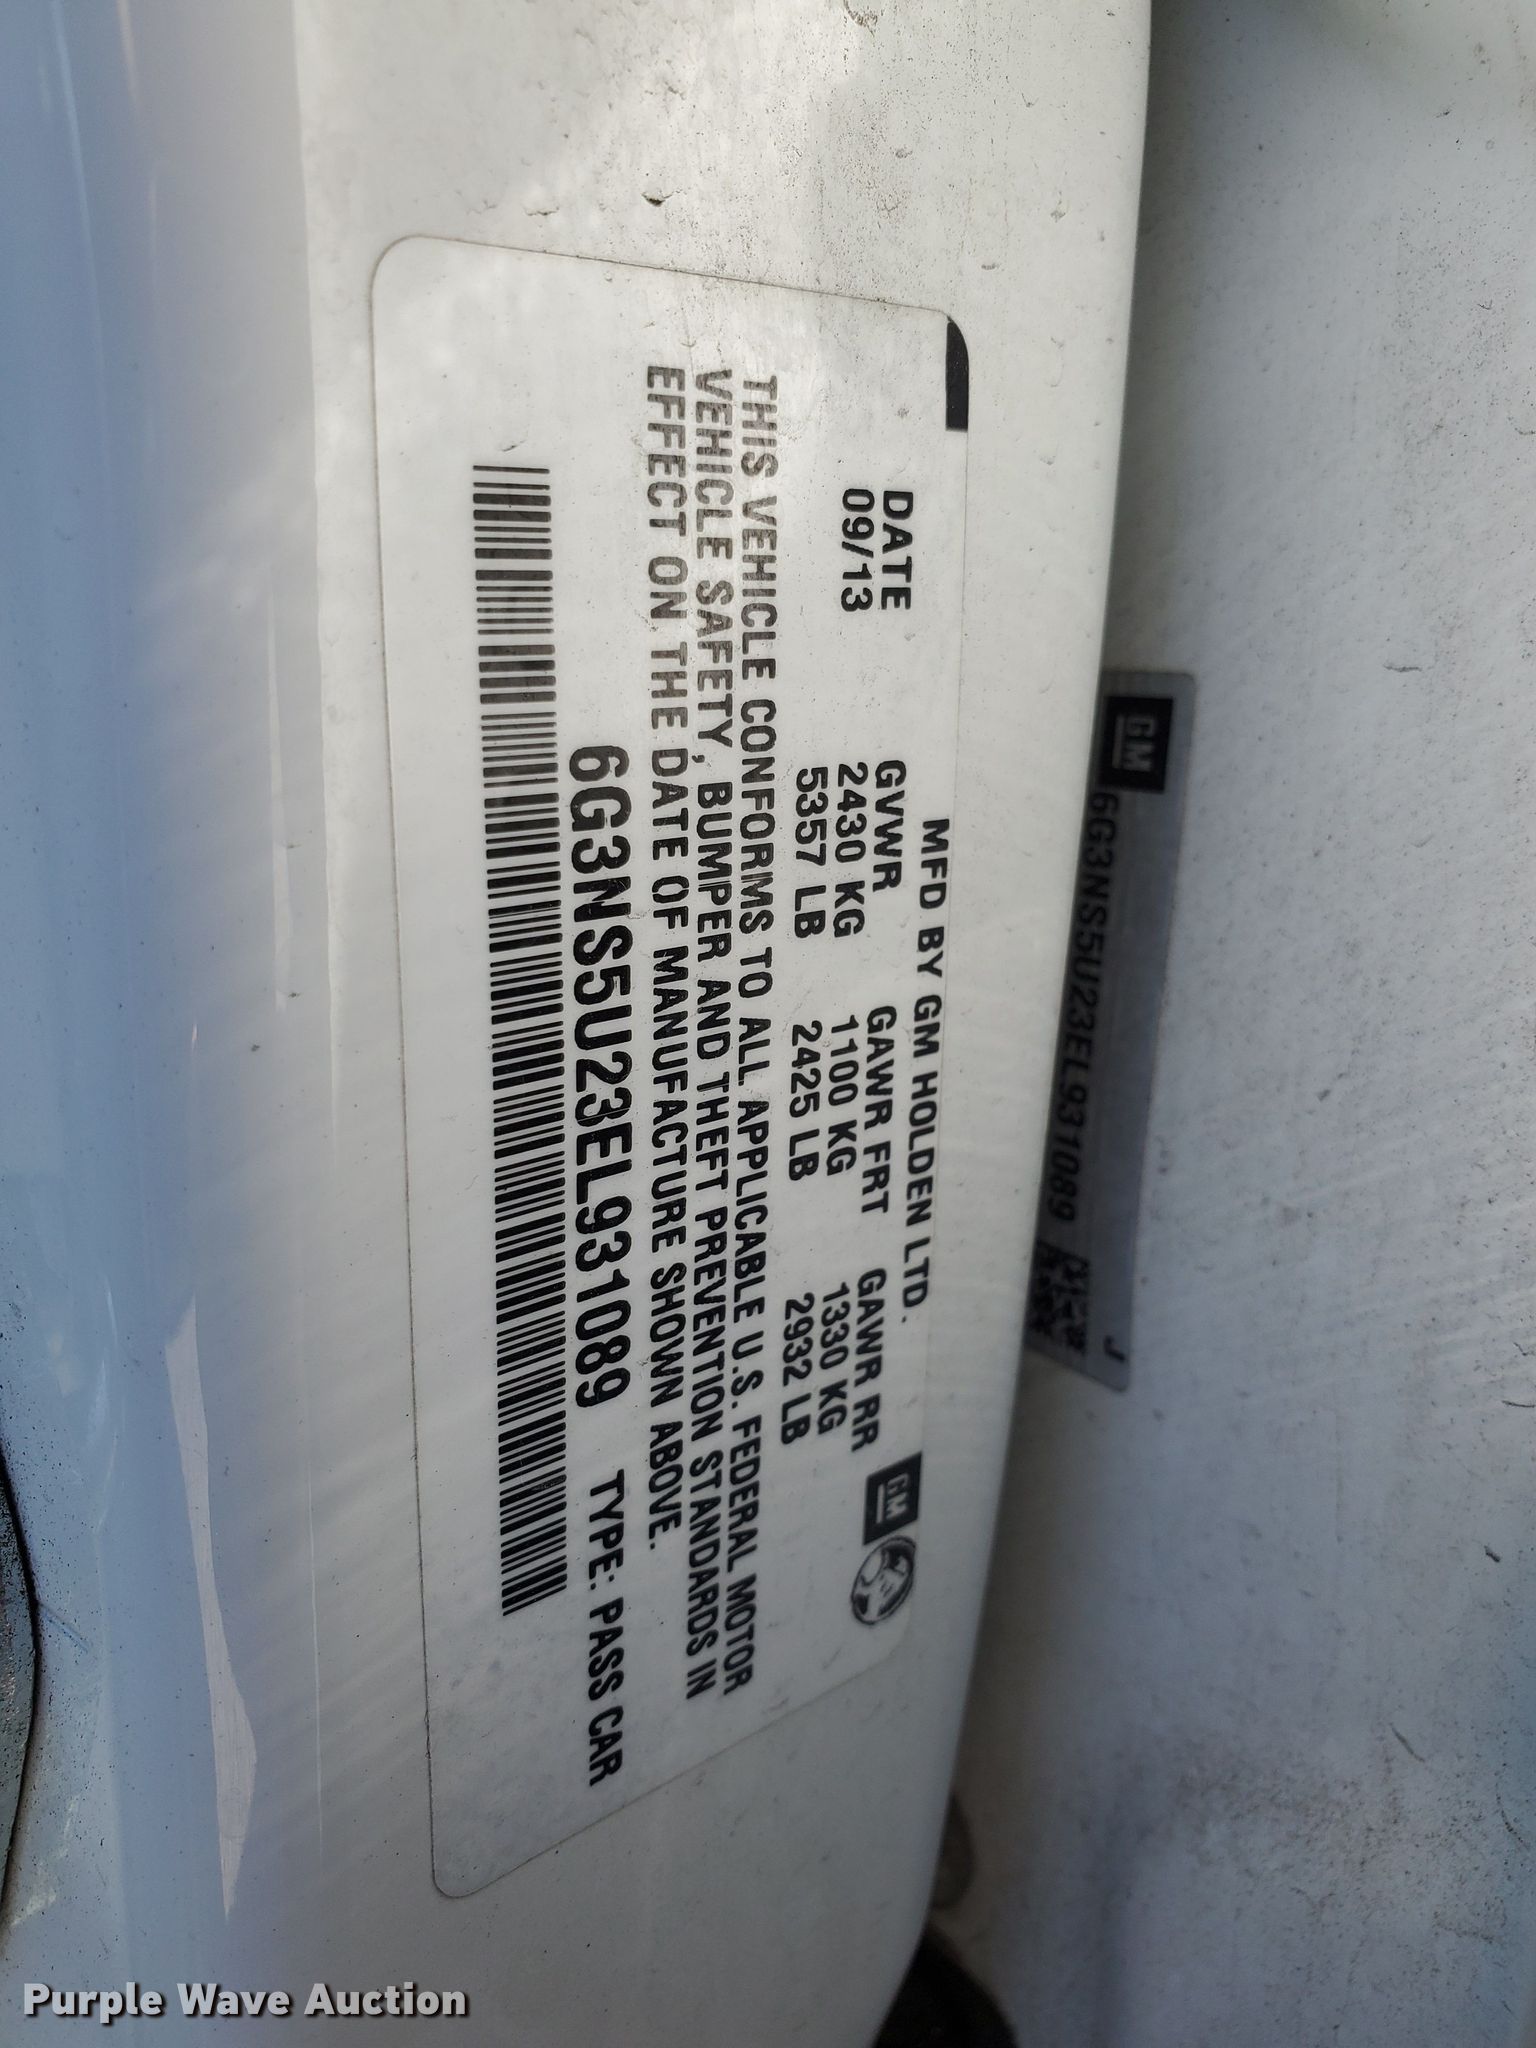 MFD BY GM HOLDEN LTD. GM
DATE GVWR GAWR FRT GAWR RR
09/13 2430 KG 1100 KG 1330 KG
5357 LB 2425 LB 2932 LB
THIS VEHICLE CONFORMS TO ALL APPLICABLE U.S. FEDERAL MOTOR
VEHICLE SAFETY, BUMPER AND THEFT PREVENTION STANDARDS IN
EFFECT ON THE DATE OF MANUFACTURE SHOWN ABOVE.
6G3NS5U23EL931089 TYPE: PASS CAR
GM 6G3NS5U23EL931089 J
Purple Wave Auction